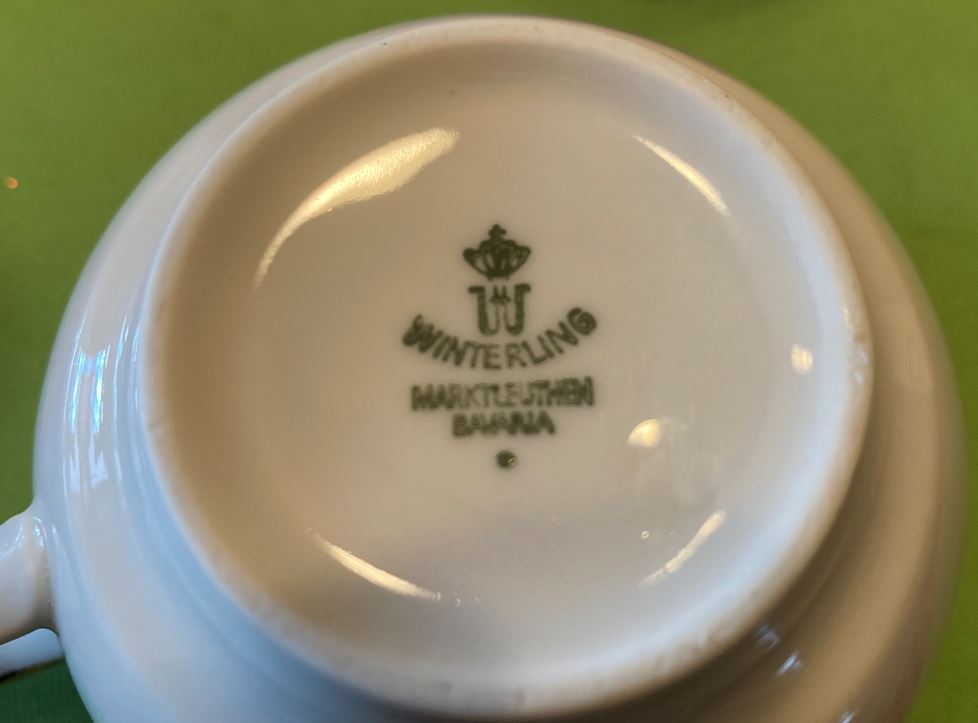 W
WINTERLING
MARKTLEUTHEN
BAVARIA